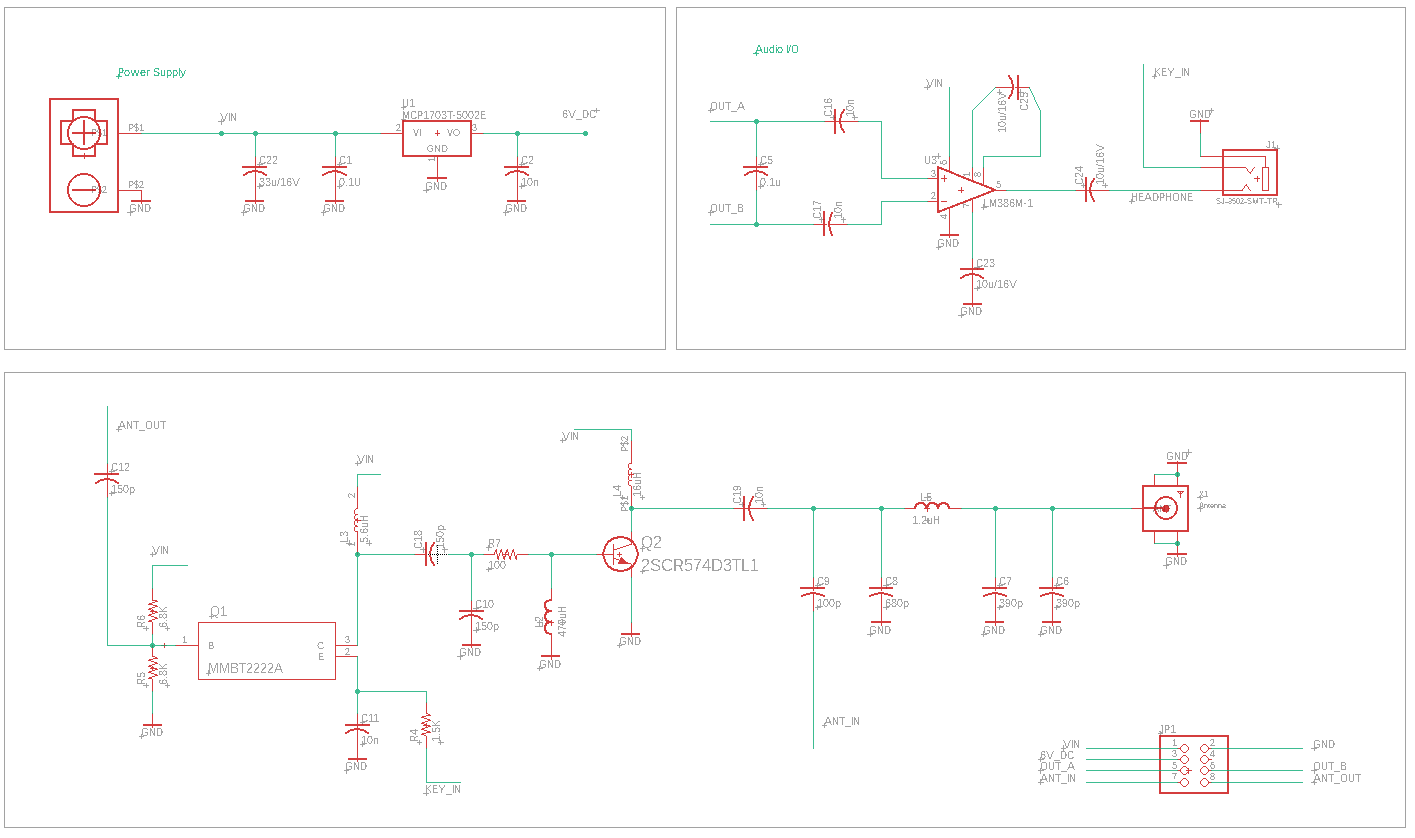 Power Supply
P$1
P$1
P$2
P$2
GND
VIN
C22
33u/16V
GND
C1
0.1U
GND
U1
MCP1703T-5002E
2
VI
VO
3
GND
1
GND
6V_DC
C2
10n
GND
Audio I/O
OUT_A
OUT_B
C5
0.1u
C16
10n
C17
10n
VIN
U3
6
3
2
1
8
5
4
7
LM386M-1
GND
10u/16V
C25
C23
10u/16V
GND
C24
10u/16V
HEADPHONE
KEY_IN
GND
J1
SJ-3502-SMT-TR
ANT_OUT
C12
150p
VIN
R6
6.8K
R5
6.8K
GND
Q1
1
B
C
3
E
2
MMBT2222A
VIN
2
L3
5.6uH
1
C11
10n
GND
R4
1.5K
KEY_IN
C18
150p
C10
150p
GND
R7
100
L2
470uH
GND
VIN
P$2
L4
16uH
P$1
Q2
2SCR574D3TL1
GND
C19
10n
C9
100p
ANT_IN
C8
680p
GND
L5
1.2uH
C7
390p
GND
C6
390p
GND
GND
X1
Antenna
GND
JP1
VIN
1
2
GND
6V_DC
3
4
OUT_A
5
6
OUT_B
ANT_IN
7
8
ANT_OUT